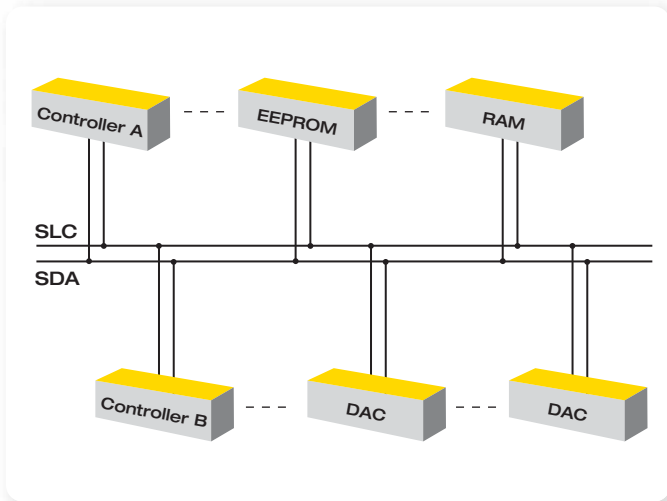 Controller A
EEPROM
RAM
SLC
SDA
Controller B
DAC
DAC